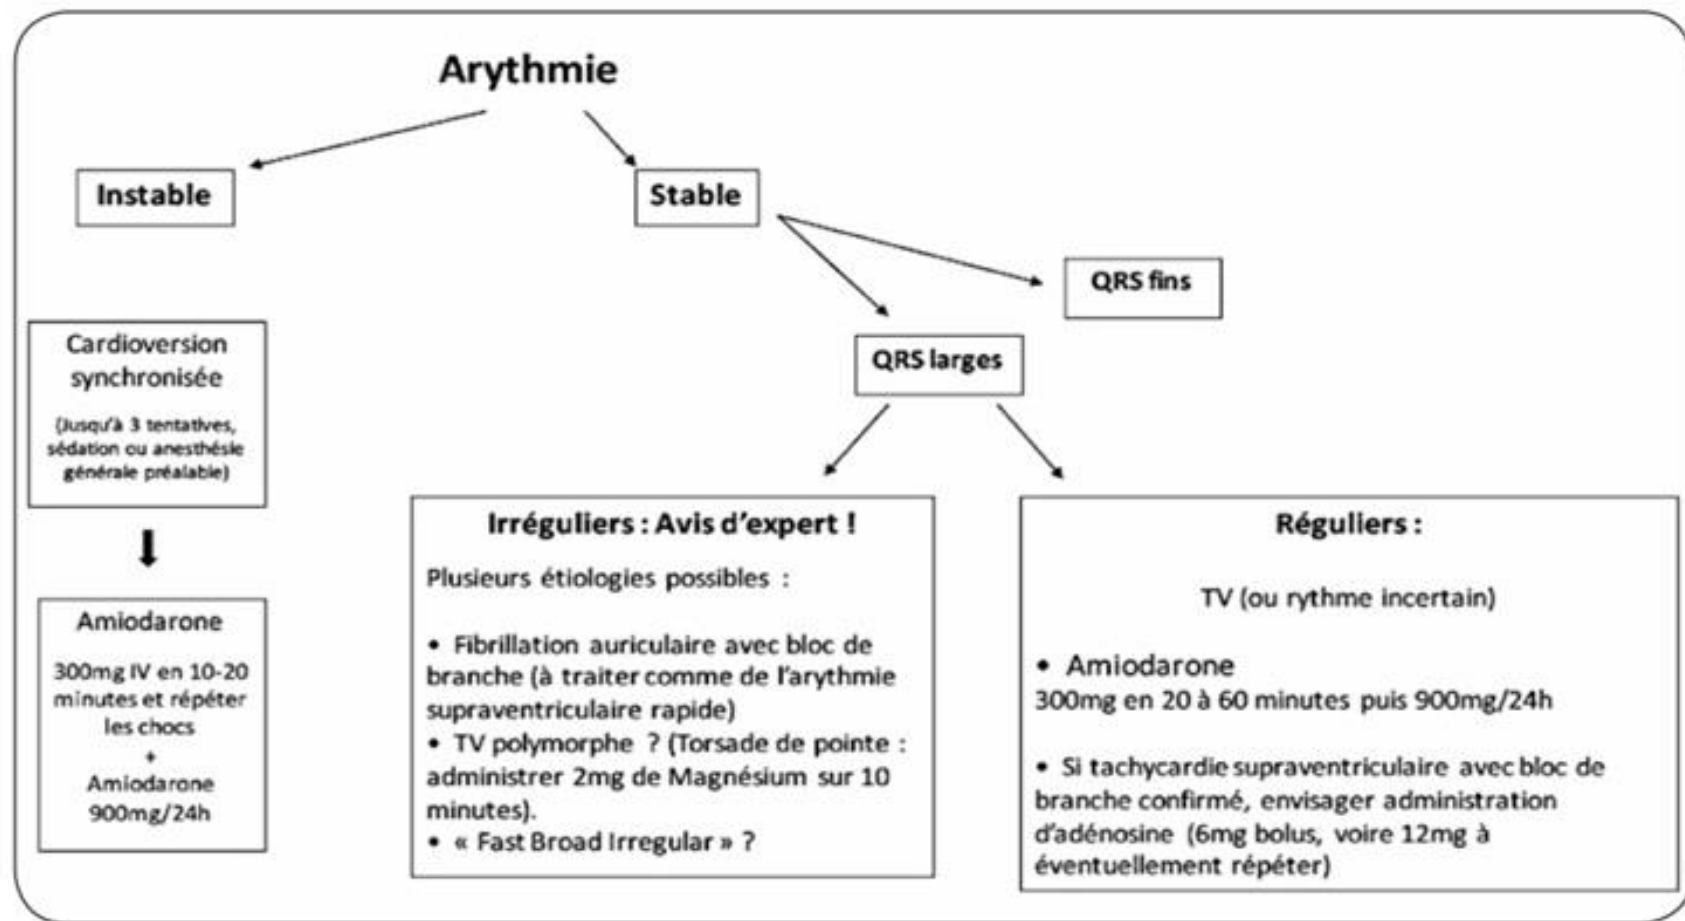 Arythmie
Instable
Stable
QRS fins
QRS larges
Cardioversion
synchronisée
(Jusqu'à 3 tentatives,
sédation ou anesthésie
générale préalable)
Amiodarone
300mg IV en 10-20
minutes et répéter
les chocs
+
Amiodarone
900mg/24h
Irréguliers : Avis d'expert !
Plusieurs étiologies possibles :
• Fibrillation auriculaire avec bloc de
branche (à traiter comme de l'arythmie
supraventriculaire rapide)
• TV polymorphe ? (Torsade de pointe :
administrer 2mg de Magnésium sur 10
minutes).
• « Fast Broad Irregular » ?
Réguliers :
TV (ou rythme incertain)
• Amiodarone
300mg en 20 à 60 minutes puis 900mg/24h
• Si tachycardie supraventriculaire avec bloc de
branche confirmé, envisager administration
d'adénosine (6mg bolus, voire 12mg à
éventuellement répéter)